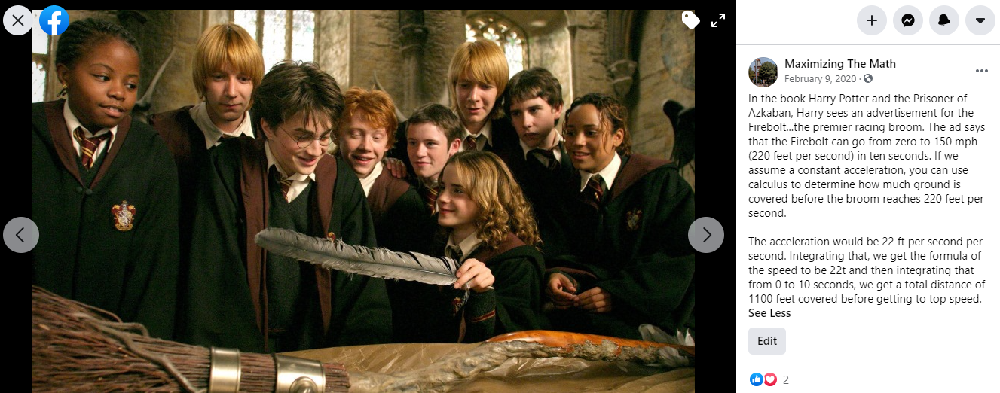 Maximizing The Math
February 9, 2020 ·
In the book Harry Potter and the Prisoner of
Azkaban, Harry sees an advertisement for the
Firebolt...the premier racing broom. The ad says
that the Firebolt can go from zero to 150 mph
(220 feet per second) in ten seconds. If we
assume a constant acceleration, you can use
calculus to determine how much ground is
covered before the broom reaches 220 feet per
second.
The acceleration would be 22 ft per second per
second. Integrating that, we get the formula of
the speed to be 22t and then integrating that
from 0 to 10 seconds, we get a total distance of
1100 feet covered before getting to top speed.
See Less
Edit
2